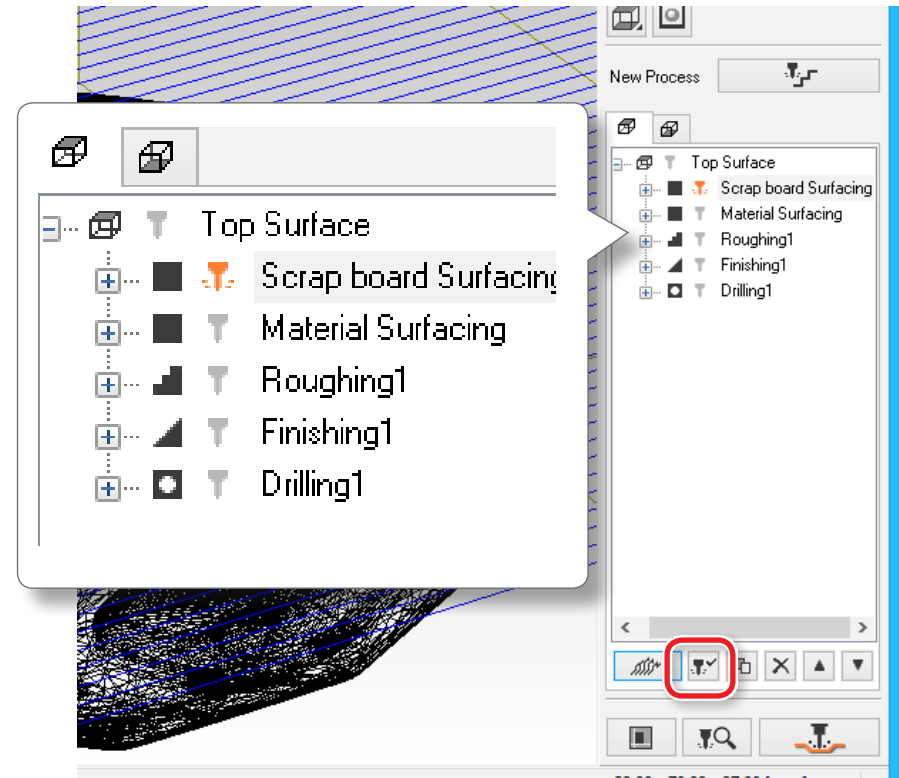 New Process
Top Surface
Scrap board Surfacing
Material Surfacing
Roughing1
Finishing1
Drilling1
Top Surface
Scrap board Surfacing
Material Surfacing
Roughing1
Finishing1
Drilling1